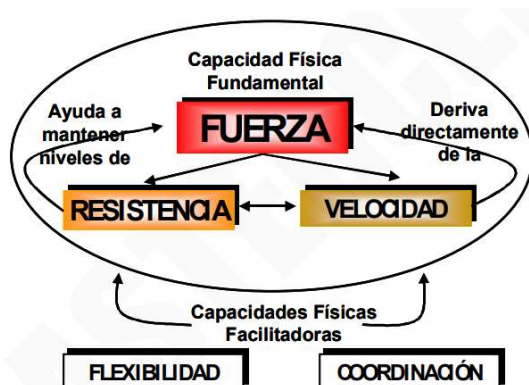 Capacidad Física
Fundamental
Ayuda a
mantener
niveles de
FUERZA
Deriva
directamente
de la
RESISTENCIA
VELOCIDAD
Capacidades Físicas
Facilitadoras
FLEXIBILIDAD
COORDINACIÓN